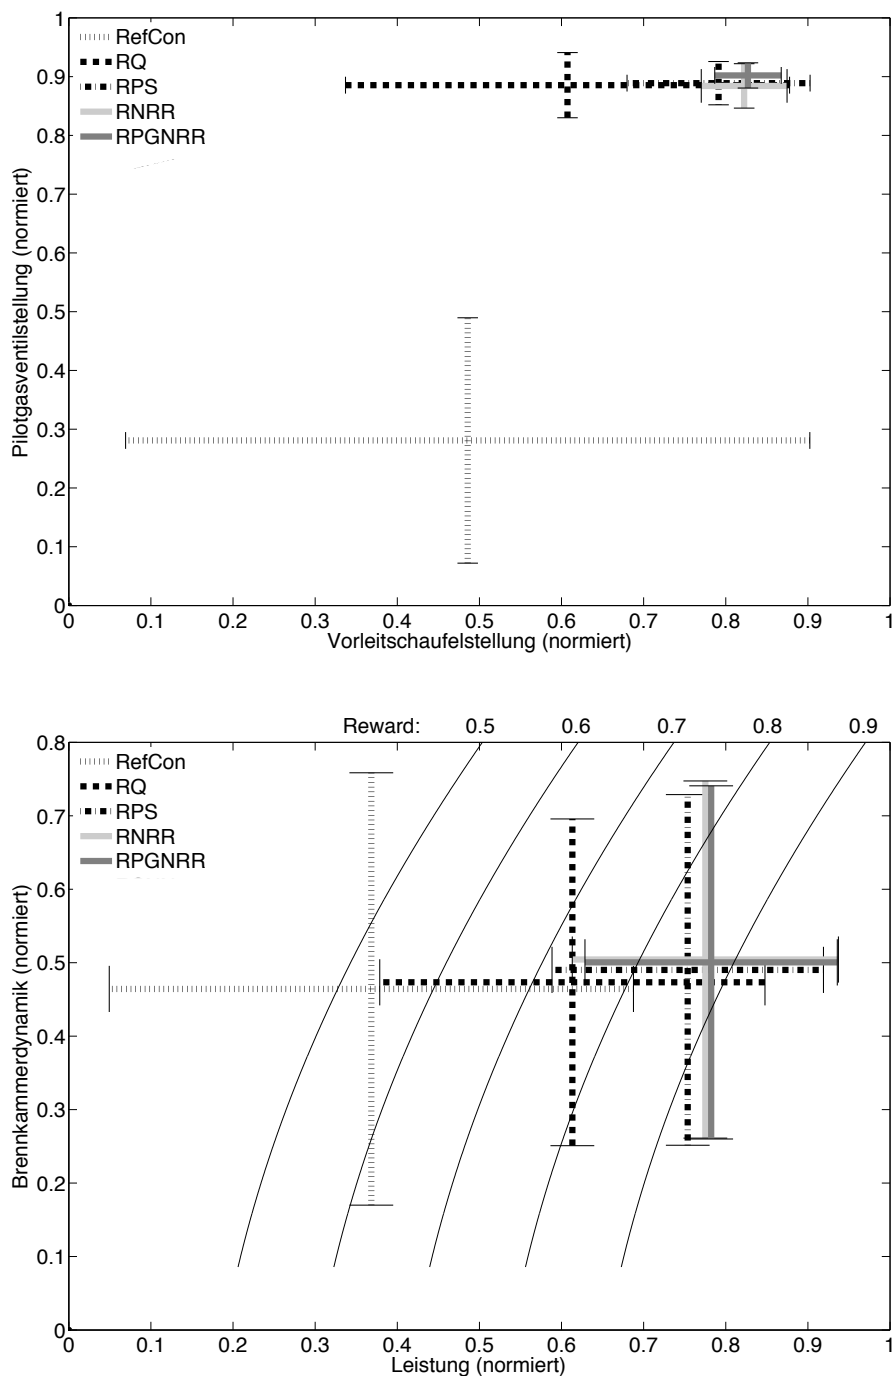 1
0.9
0.8
0.7
0.6
0.5
0.4
0.3
0.2
0.1
0
Pilotgasventilstellung (normiert)
RefCon
RQ
RPS
RNRR
RPGNRR
0 0.1 0.2 0.3 0.4 0.5 0.6 0.7 0.8 0.9 1
Vorleitschaufelstellung (normiert)
Reward: 0.5 0.6 0.7 0.8 0.9
0.8
0.7
0.6
0.5
0.4
0.3
0.2
0.1
0
Brennkammerdynamik (normiert)
RefCon
RQ
RPS
RNRR
RPGNRR
0 0.1 0.2 0.3 0.4 0.5 0.6 0.7 0.8 0.9 1
Leistung (normiert)